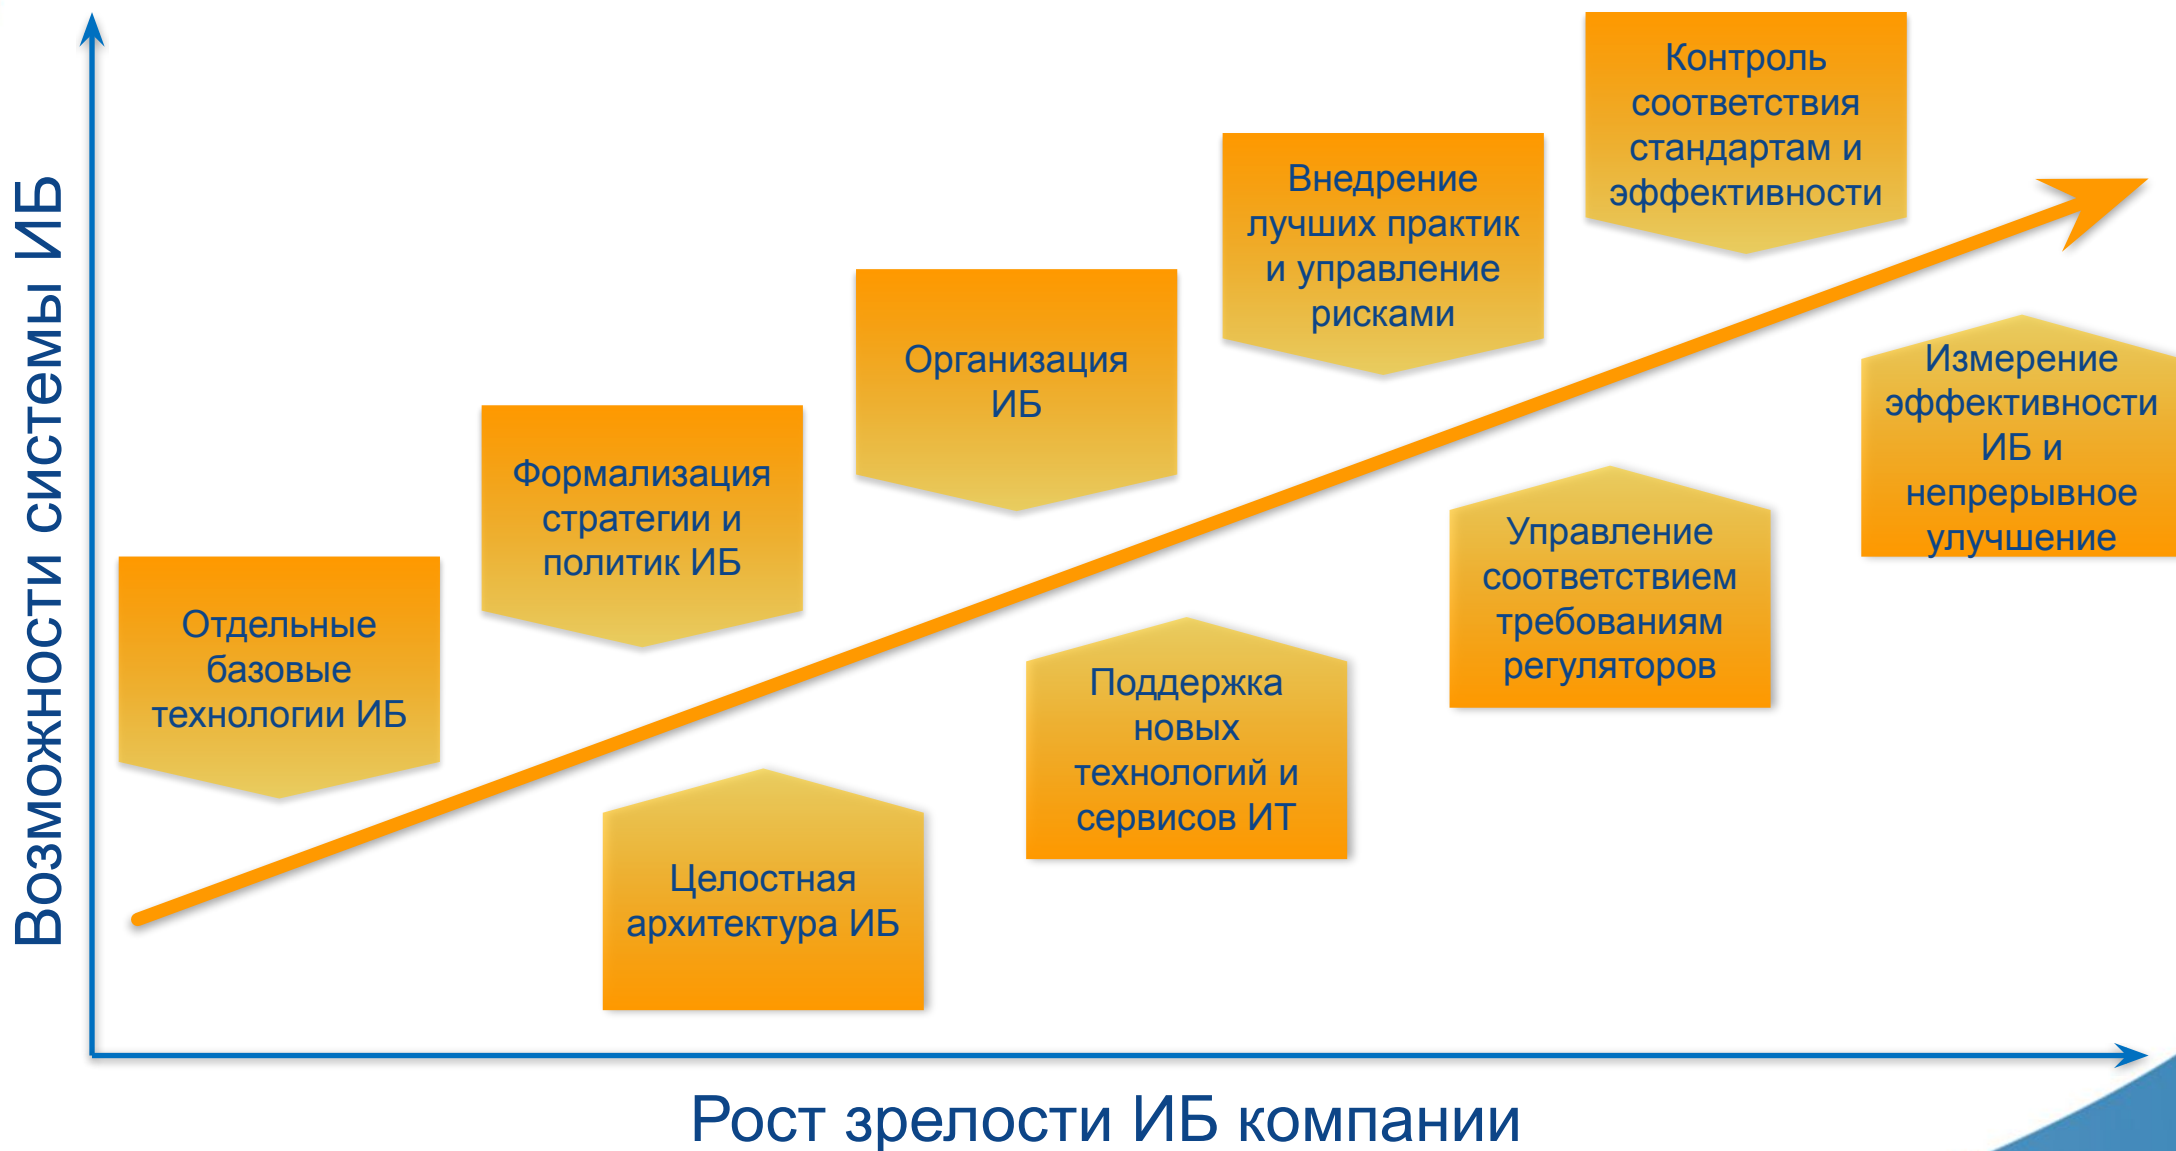 Возможности системы ИБ
Отдельные
базовые
технологии ИБ
Формализация
стратегии и
политик ИБ
Организация
ИБ
Внедрение
лучших практик
и управление
рисками
Контроль
соответствия
стандартам и
эффективности
Целостная
архитектура ИБ
Поддержка
новых
технологий и
сервисов ИТ
Управление
соответствием
требованиям
регуляторов
Измерение
эффективности
ИБ и
непрерывное
улучшение
Рост зрелости ИБ компании